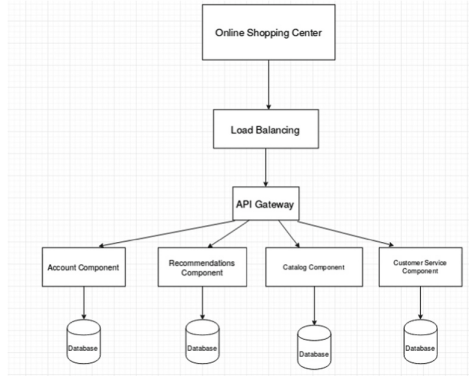 Online Shopping Center
Load Balancing
API Gateway
Account Component
Recommendations
Component
Catalog Component
Customer Service
Component
Database
Database
Database
Database